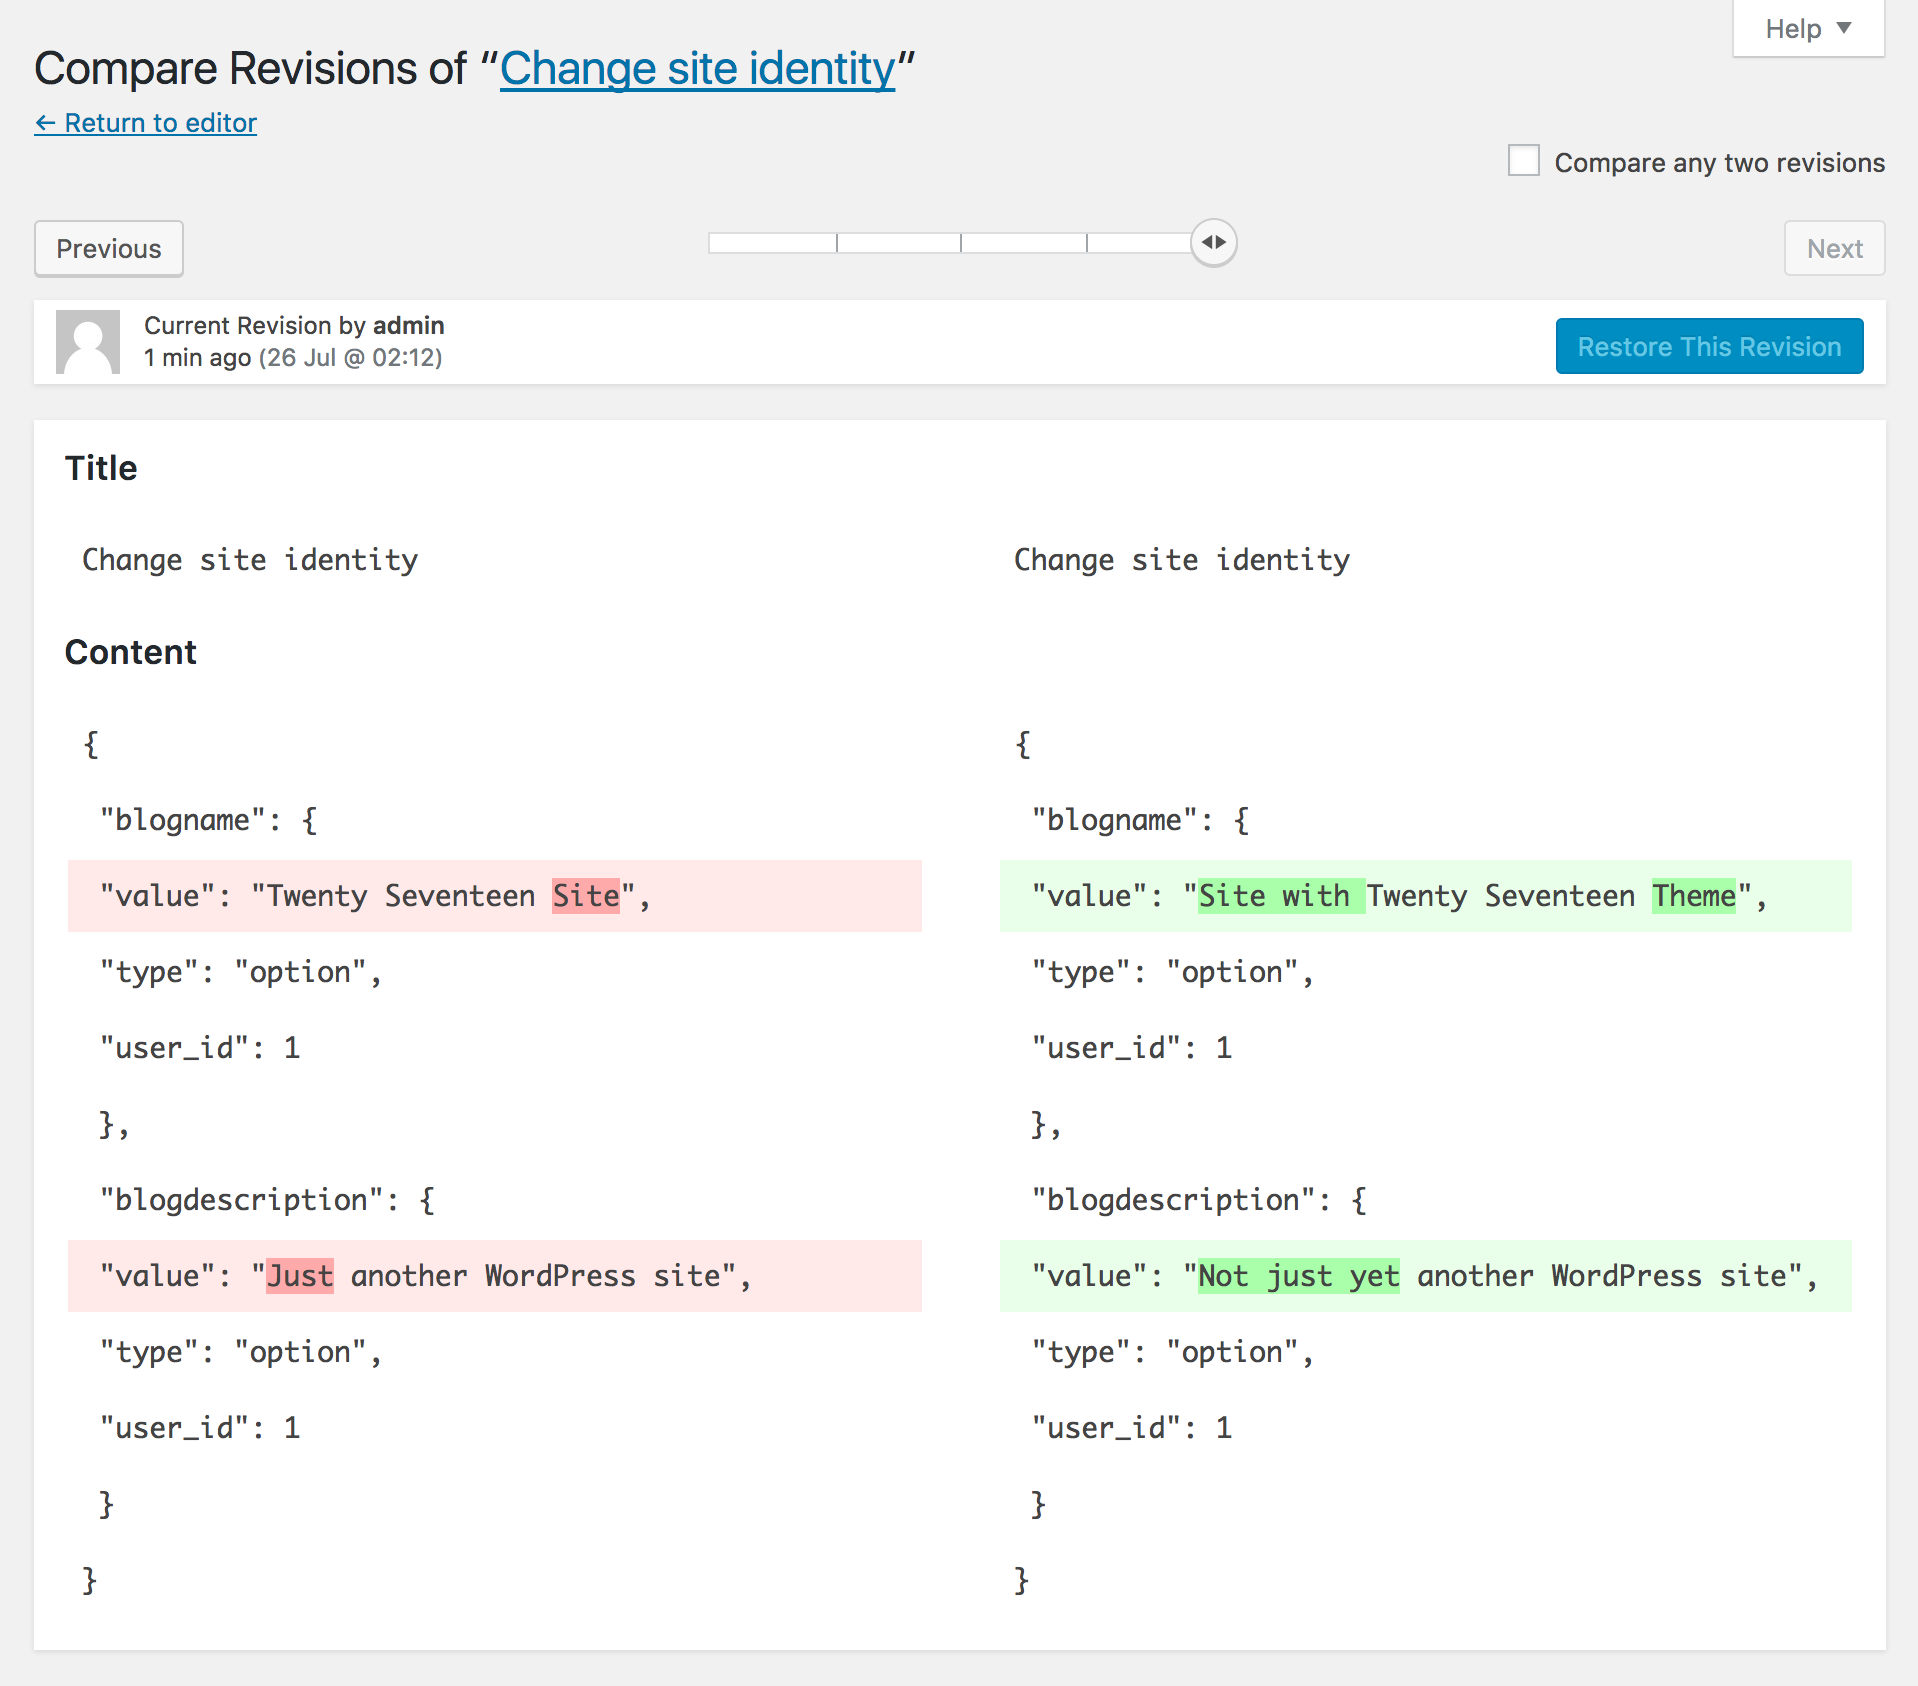 Help ▼
Compare Revisions of “Change site identity”
← Return to editor
Compare any two revisions
Previous
Next
Current Revision by admin
1 min ago (26 Jul @ 02:12)
Restore This Revision
Title
Change site identity
Change site identity
Content
{
"blogname": {
"value": "Twenty Seventeen Site",
"type": "option",
"user_id": 1
},
"blogdescription": {
"value": "Just another WordPress site",
"type": "option",
"user_id": 1
}
}
{
"blogname": {
"value": "Site with Twenty Seventeen Theme",
"type": "option",
"user_id": 1
},
"blogdescription": {
"value": "Not just yet another WordPress site",
"type": "option",
"user_id": 1
}
}